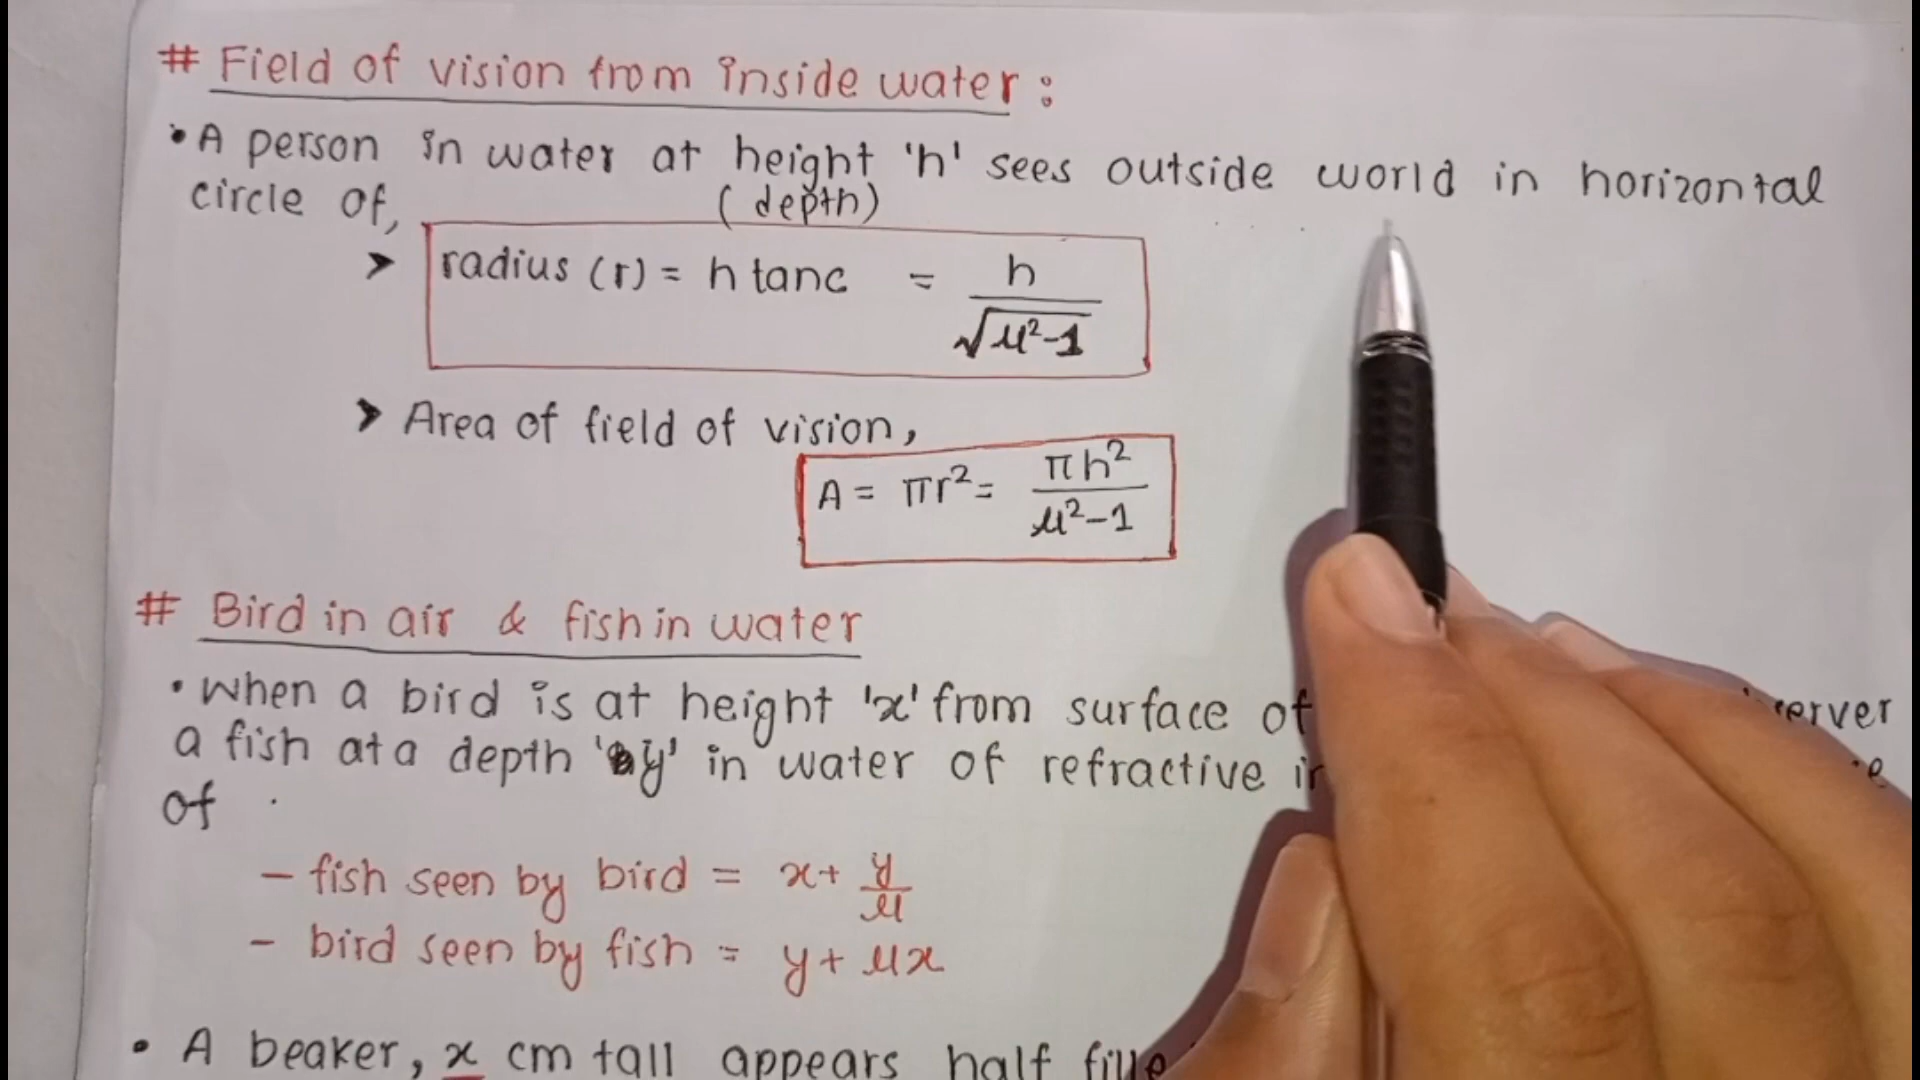 # Field of vision from inside water :
• A person in water at height 'h' sees outside world in horizontal
(depth)
circle of,
➤ radius (r) = h tanc = h/√μ²-1
➤ Area of field of vision,
A = πr² = πh²/μ²-1
# Bird in air & fish in water
• When a bird is at height 'x' from surface of
a fish at a depth 'y' in water of refractive
of
- fish seen by bird = x + y/μ
- bird seen by fish = y + μx
• A beaker, x cm tall appears half